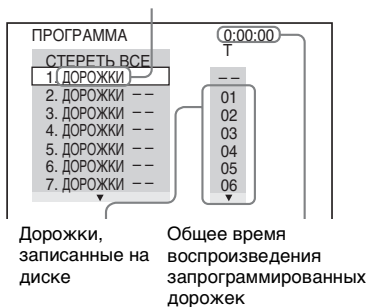 ПРОГРАММА 0:00:00
T
СТЕРЕТЬ ВСЕ
1. ДОРОЖКИ – –
2. ДОРОЖКИ – – 01
3. ДОРОЖКИ – – 02
4. ДОРОЖКИ – – 03
5. ДОРОЖКИ – – 04
6. ДОРОЖКИ – – 05
7. ДОРОЖКИ – – 06
Дорожки,
записанные на
диске
Общее время
воспроизведения
запрограммированных
дорожек